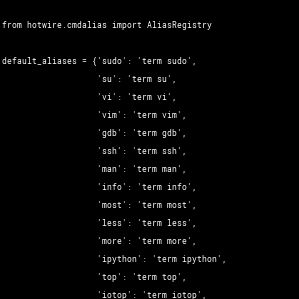 from hotwire.cmdalias import AliasRegistry
default_aliases = {'sudo': 'term sudo',
'su': 'term su',
'vi': 'term vi',
'vim': 'term vim',
'gdb': 'term gdb',
'ssh': 'term ssh',
'man': 'term man',
'info': 'term info',
'most': 'term most',
'less': 'term less',
'more': 'term more',
'ipython': 'term ipython',
'top': 'term top',
'iotop': 'term iotop',